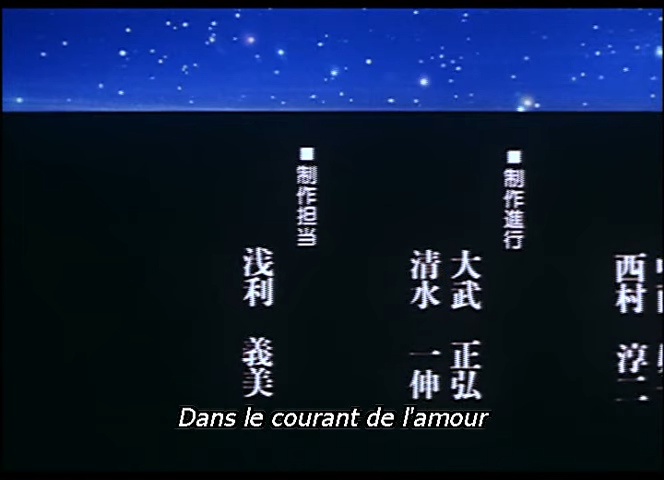 西村 淳二
■制作進行
大武 正弘
清水 一伸
■制作担当
浅利 義美
Dans le courant de l'amour